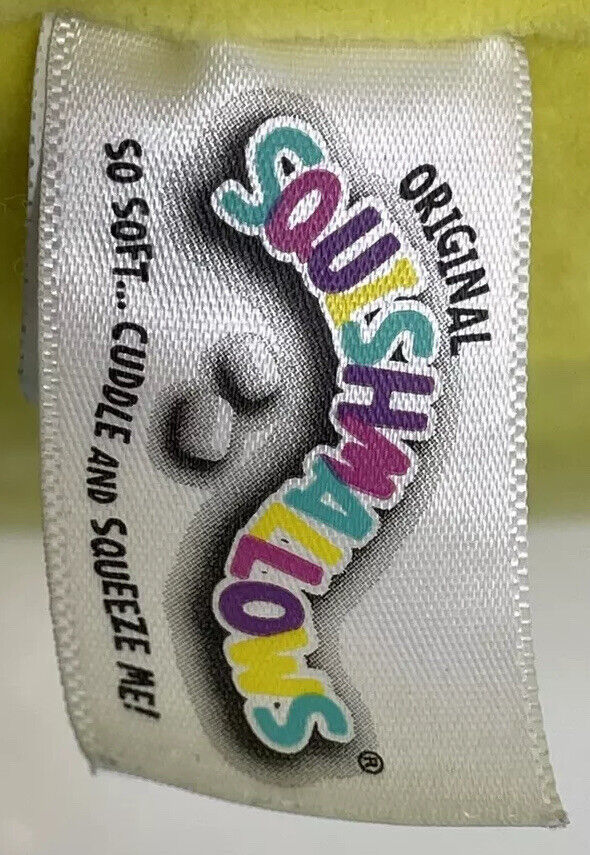 ORIGINAL
SQUISHMALLOWS®
SO SOFT... CUDDLE AND SQUEEZE ME!